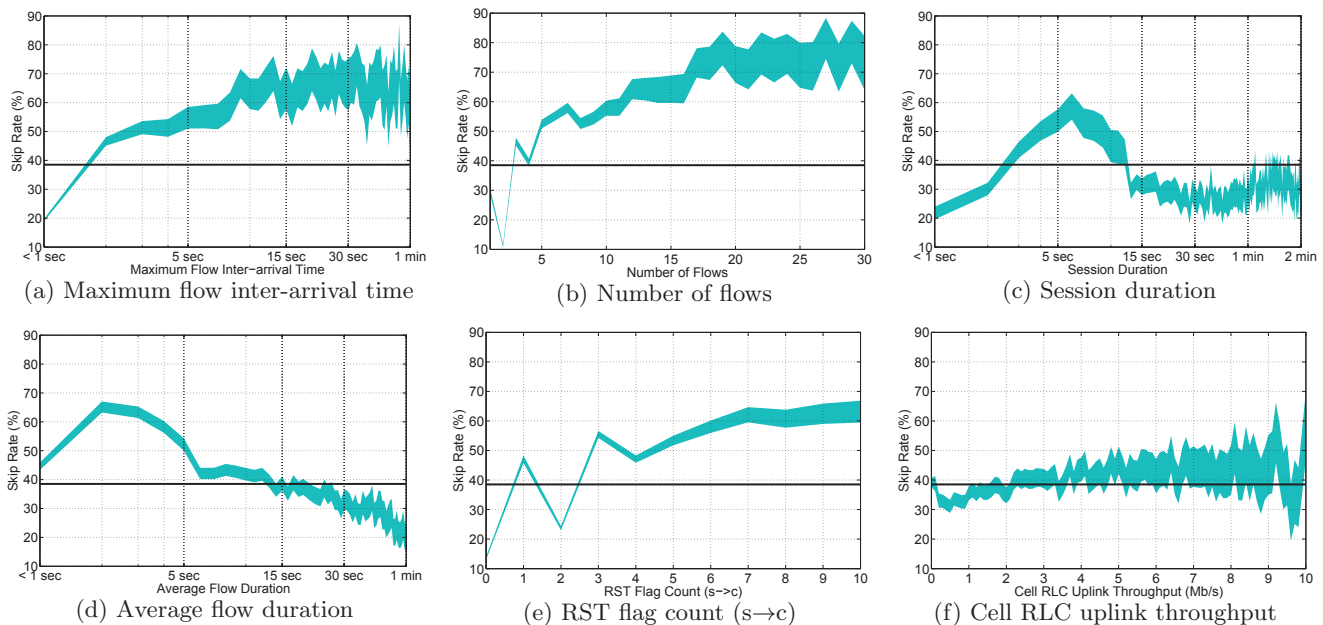 90
80
70
60
50
40
30
20
10
Skip Rate (%)
< 1 sec 5 sec 15 sec 30 sec 1 min
Maximum Flow Inter−arrival Time
(a) Maximum flow inter-arrival time
90
80
70
60
50
40
30
20
10
Skip Rate (%)
5 10 15 20 25 30
Number of Flows
(b) Number of flows
90
80
70
60
50
40
30
20
10
Skip Rate (%)
< 1 sec 5 sec 15 sec 30 sec 1 min 2 min
Session Duration
(c) Session duration
90
80
70
60
50
40
30
20
10
Skip Rate (%)
< 1 sec 5 sec 15 sec 30 sec 1 min
Average Flow Duration
(d) Average flow duration
90
80
70
60
50
40
30
20
10
Skip Rate (%)
0 1 2 3 4 5 6 7 8 9 10
RST Flag Count (s−>c)
(e) RST flag count (s→c)
90
80
70
60
50
40
30
20
10
Skip Rate (%)
0 1 2 3 4 5 6 7 8 9 10
Cell RLC Uplink Throughput (Mb/s)
(f) Cell RLC uplink throughput